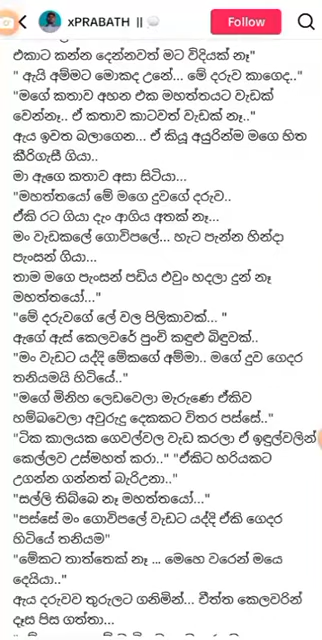 xPRABATH ||
Follow
එකාට කන්න දෙන්නවත් මට විදියක් නෑ"
" ඇයි අම්මට මොකද උනේ... මේ දරුව කාගෙද.."
"මගේ කතාව අහන එක මහත්තයට වැඩක්
වෙන්නෑ.. ඒ කතාව කාටවත් වැඩක් නෑ.."
ඇය ඉවත බලාගෙන... ඒ කියූ අයුරින්ම මගෙ හිත
කීරිගැසී ගියා..
මා ඇගෙ කතාව අසා සිටියා...
"මහත්තයෝ මේ මගෙ දුවගේ දරුව..
ඒකි රට ගියා දැං ආගිය අතක් නෑ...
මං වැඩකලේ ගොවිපලේ... හැට පැන්න හින්දා
පැංසන් ගියා...
තාම මගෙ පැංසන් පඩිය එවුං හදලා දුන් නෑ
මහත්තයෝ..."
"මේ දරුවගේ ලේ වල පිලිකාවක්... "
ඇගේ ඇස් කෙලවරේ පුංචි කඳුළු බිඳුවක්..
"මං වැඩට යද්දි මේකගේ අම්මා.. මගේ දුව ගෙදර
තනියමයි හිටියේ.."
"මගේ මිනිහ ලෙඩවෙලා මැරුණෙ ඒකිව
හම්බවෙලා අවුරුදු දෙකකට විතර පස්සේ.."
"ටික කාලයක ගෙවල්වල වැඩ කරලා ඒ ඉඳුල්වලින්
කෙල්ලව උස්මහත් කරා.." "ඒකිට හරියකට
උගන්න ගන්නත් බැරිඋනා.."
"සල්ලි තිබ්බෙ නෑ මහත්තයෝ..."
"පස්සේ මං ගොවිපලේ වැඩට යද්දි ඒකි ගෙදර
හිටියේ තනියම"
"මේකට තාත්තෙක් නෑ ... මෙහෙ වරෙන් මයෙ
දෙයියා.."
ඇය දරුවව තුරුලට ගනිමින්... චීත්ත කෙලවරින්
දෑස පිස ගත්තා...